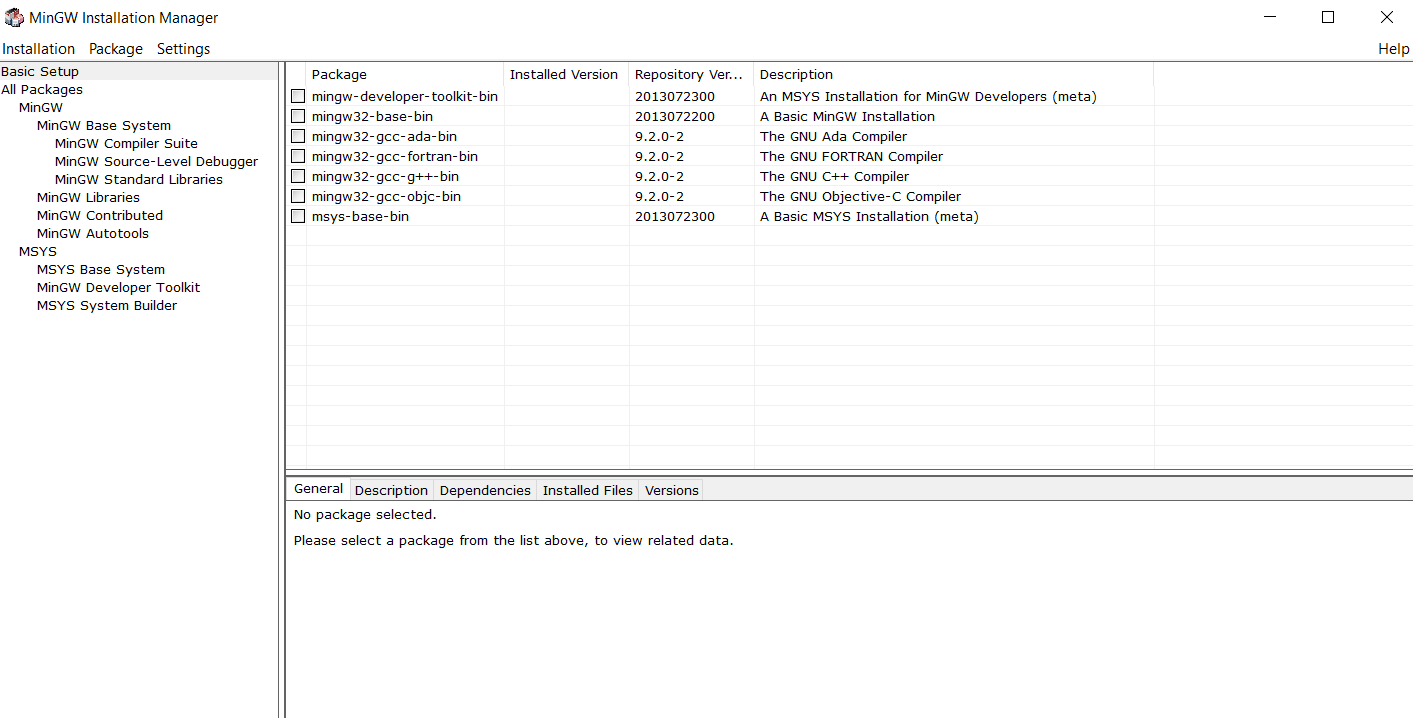 MinGW Installation Manager
Installation Package Settings Help
Basic Setup
All Packages
MinGW
MinGW Base System
MinGW Compiler Suite
MinGW Source-Level Debugger
MinGW Standard Libraries
MinGW Libraries
MinGW Contributed
MinGW Autotools
MSYS
MSYS Base System
MinGW Developer Toolkit
MSYS System Builder
Package Installed Version Repository Ver... Description
mingw-developer-toolkit-bin 2013072300 An MSYS Installation for MinGW Developers (meta)
mingw32-base-bin 2013072200 A Basic MinGW Installation
mingw32-gcc-ada-bin 9.2.0-2 The GNU Ada Compiler
mingw32-gcc-fortran-bin 9.2.0-2 The GNU FORTRAN Compiler
mingw32-gcc-g++-bin 9.2.0-2 The GNU C++ Compiler
mingw32-gcc-objc-bin 9.2.0-2 The GNU Objective-C Compiler
msys-base-bin 2013072300 A Basic MSYS Installation (meta)
General Description Dependencies Installed Files Versions
No package selected.
Please select a package from the list above, to view related data.